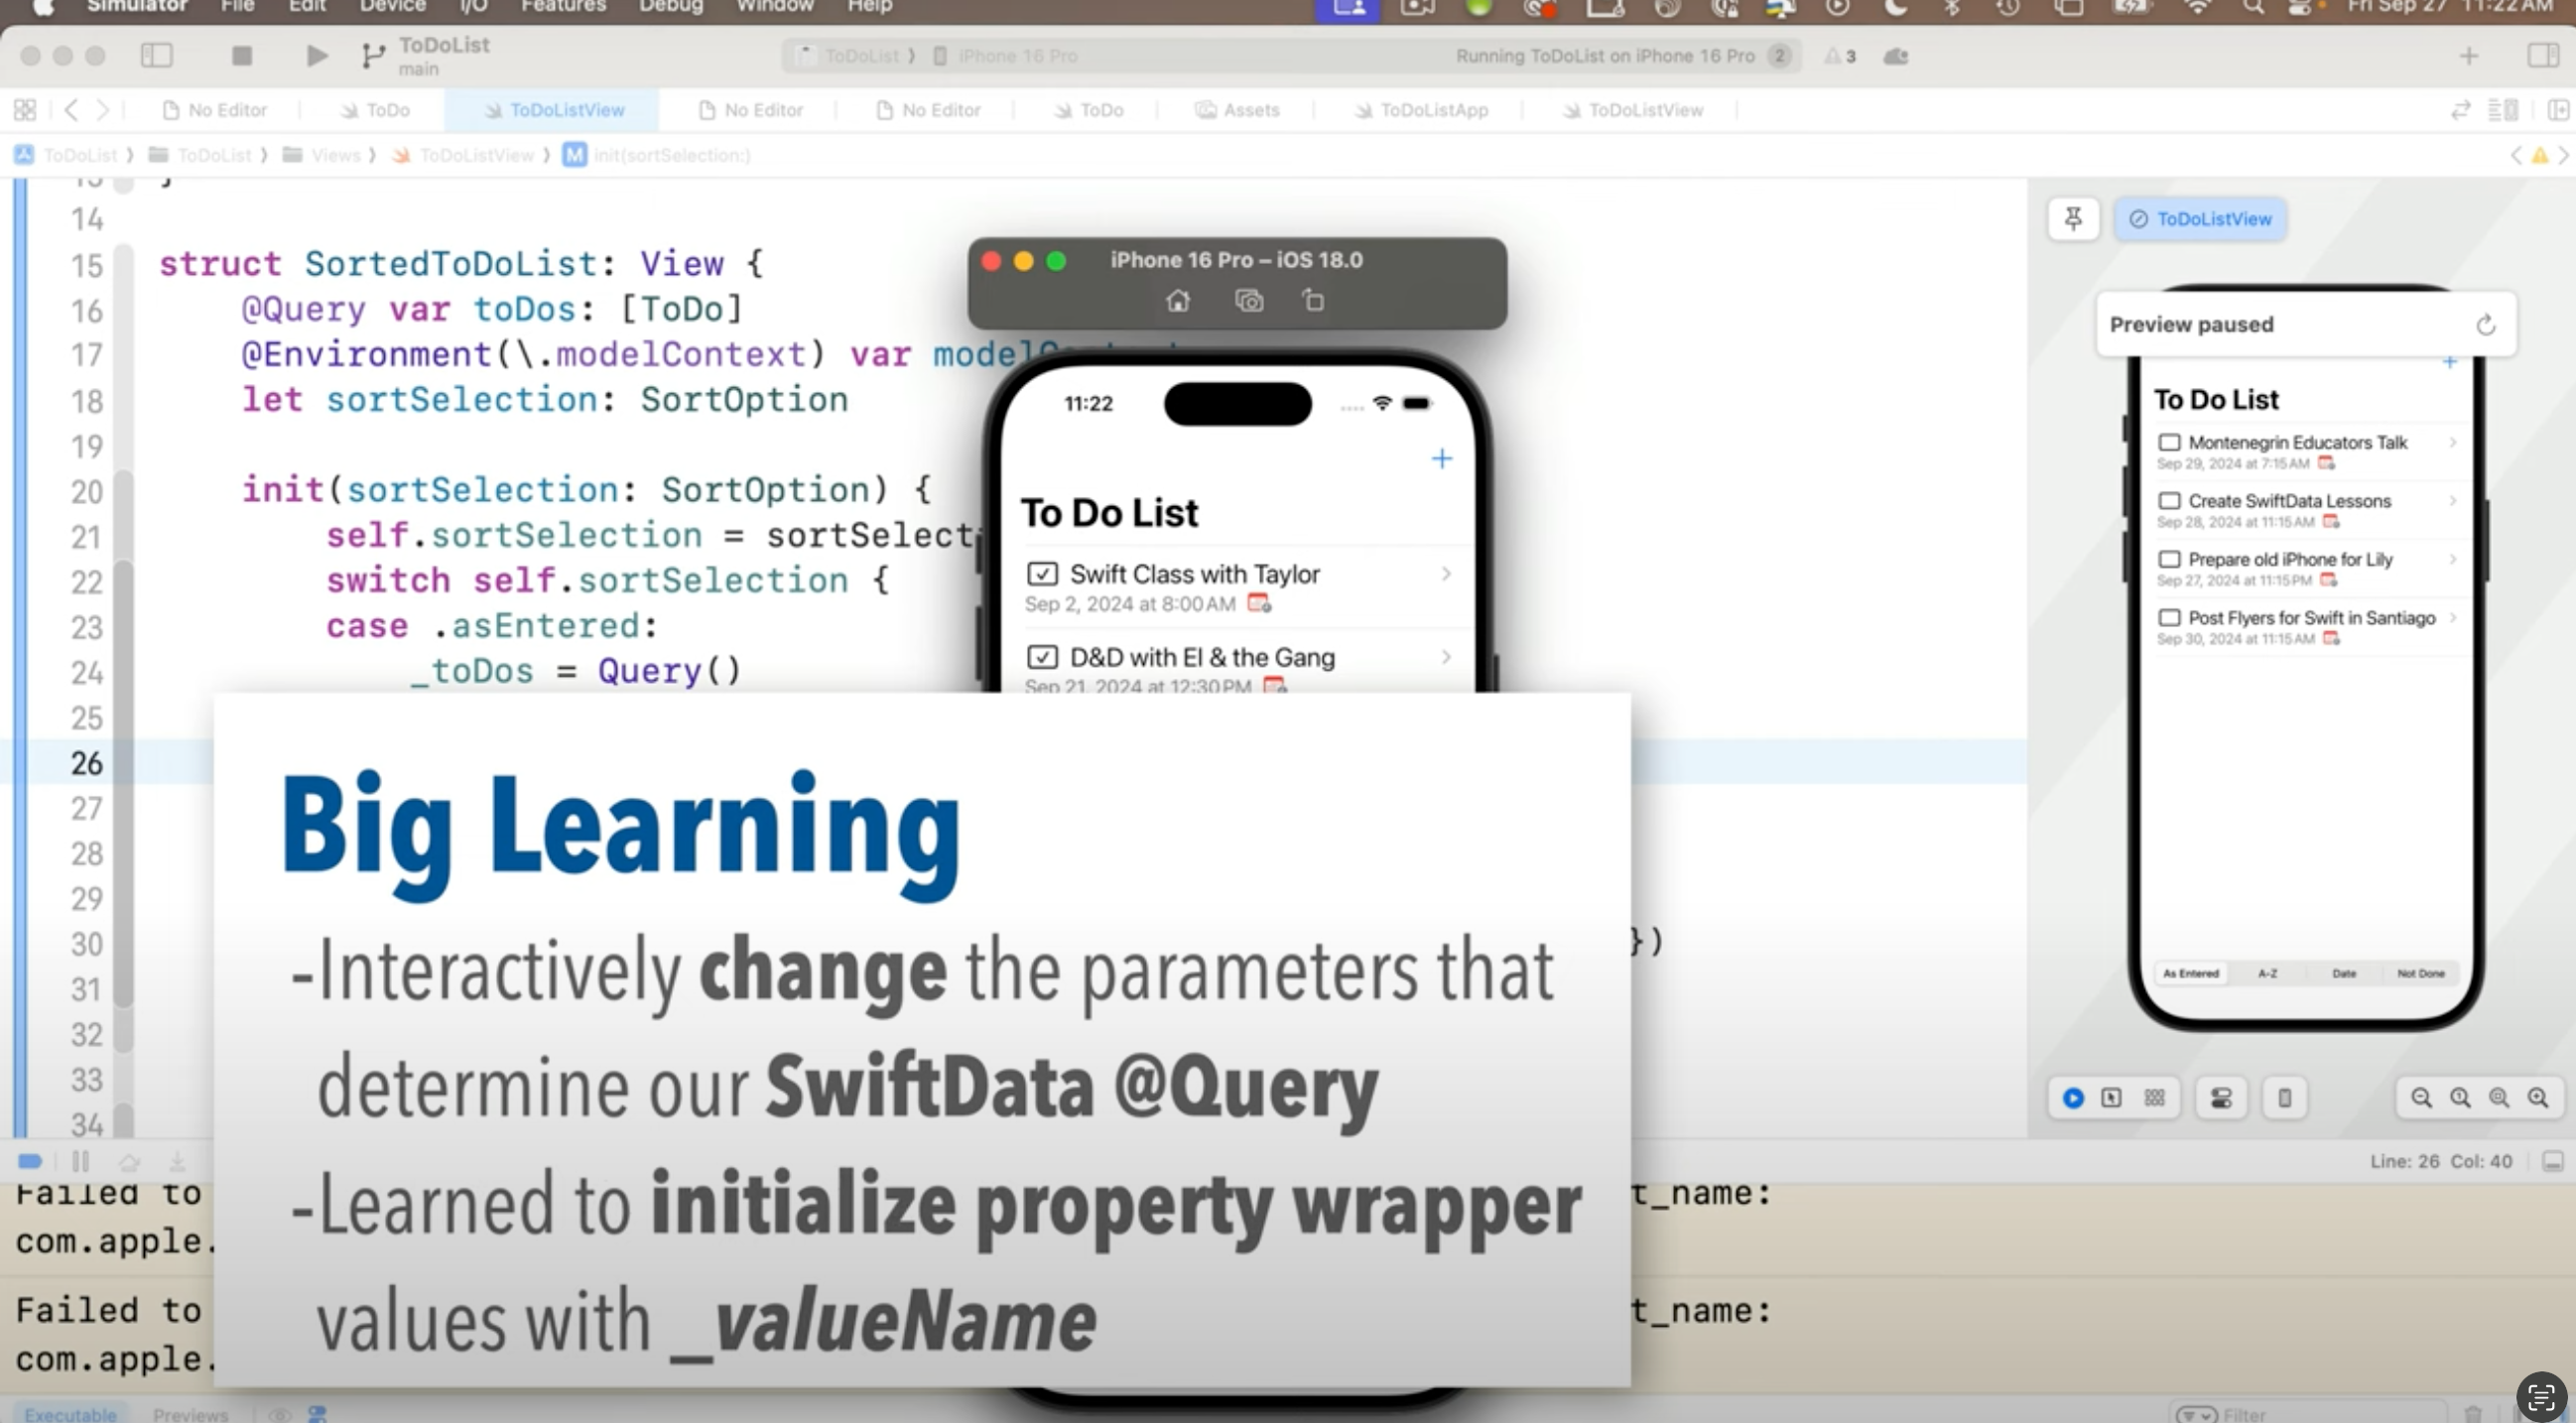 Simulator File Edit Device I/O Features Debug Window Help Fri Sep 27 11:22 AM
ToDoList
main
ToDoList iPhone 16 Pro Running ToDoList on iPhone 16 Pro 2 3
No Editor ToDo ToDoListView No Editor No Editor ToDo Assets ToDoListApp ToDoListView
ToDoList ToDoList Views ToDoListView M init(sortSelection:)
14
15 struct SortedToDoList: View {
16 @Query var toDos: [ToDo]
17 @Environment(\.modelContext) var
18 let sortSelection: SortOption
19
20 init(sortSelection: SortOption) {
21 self.sortSelection = sortSelect
22 switch self.sortSelection {
23 case .asEntered:
24 _toDos = Query()
25
26
27
28
29
30 })
31
32
33
34
iPhone 16 Pro – iOS 18.0
11:22
+
To Do List
Swift Class with Taylor
Sep 2, 2024 at 8:00 AM
D&D with El & the Gang
Sep 21, 2024 at 12:30 PM
Big Learning
-Interactively change the parameters that
determine our SwiftData @Query
-Learned to initialize property wrapper
values with _valueName
ToDoListView
Preview paused
+
To Do List
Montenegrin Educators Talk
Sep 29, 2024 at 7:15 AM
Create SwiftData Lessons
Sep 28, 2024 at 11:15 AM
Prepare old iPhone for Lily
Sep 27, 2024 at 11:15 PM
Post Flyers for Swift in Santiago
Sep 30, 2024 at 11:15 AM
As Entered A-Z Date Not Done
Line: 26 Col: 40
Failed to t_name:
com.apple.
Failed to t_name:
com.apple.
Executable Previews Filter